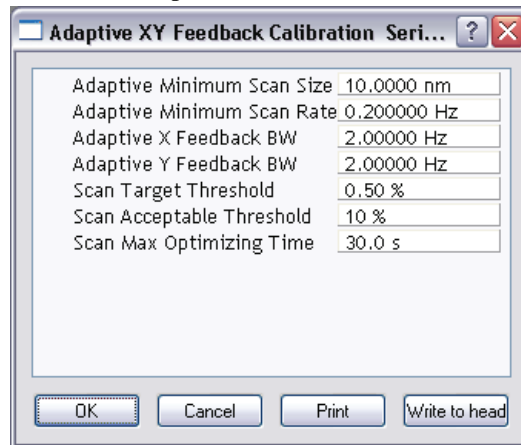 Adaptive XY Feedback Calibration Seri...
Adaptive Minimum Scan Size 10.0000 nm
Adaptive Minimum Scan Rate 0.200000 Hz
Adaptive X Feedback BW 2.00000 Hz
Adaptive Y Feedback BW 2.00000 Hz
Scan Target Threshold 0.50 %
Scan Acceptable Threshold 10 %
Scan Max Optimizing Time 30.0 s
OK Cancel Print Write to head